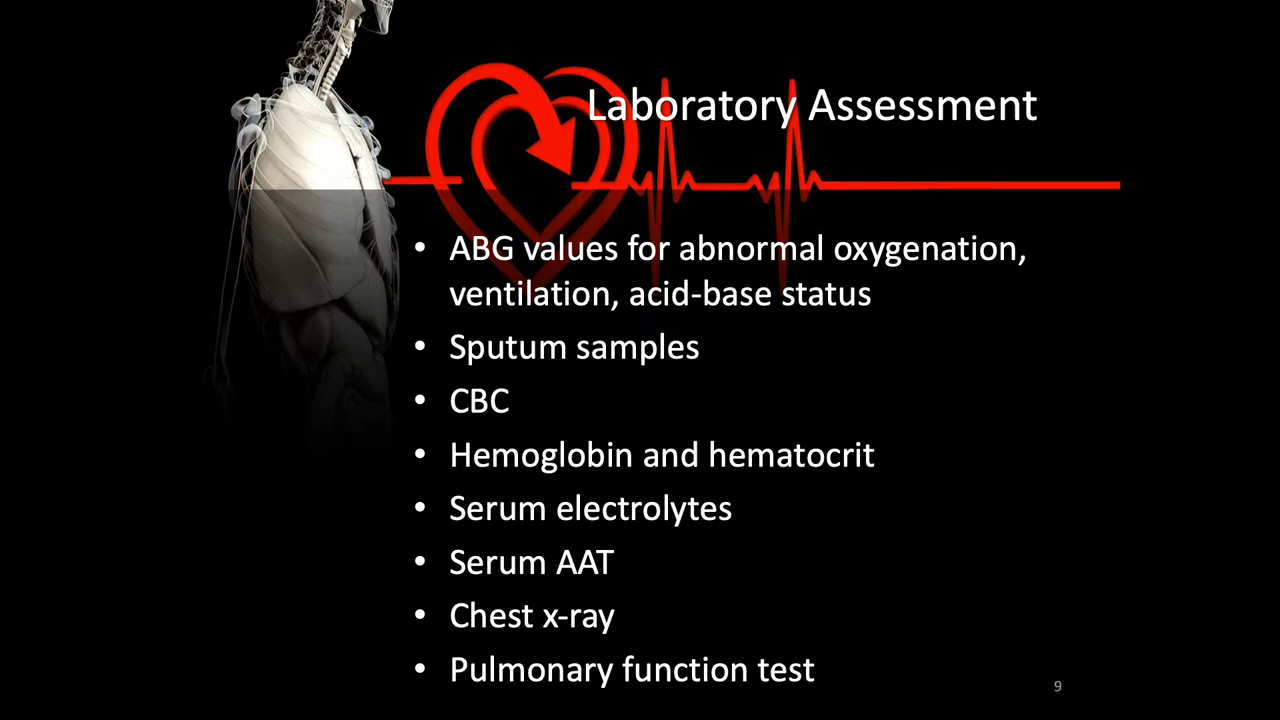 Laboratory Assessment
• ABG values for abnormal oxygenation,
ventilation, acid-base status
• Sputum samples
• CBC
• Hemoglobin and hematocrit
• Serum electrolytes
• Serum AAT
• Chest x-ray
• Pulmonary function test
9